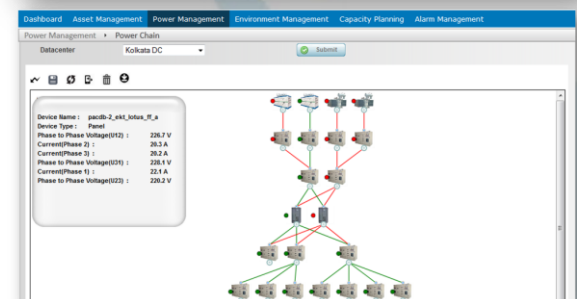 Dashboard Asset Management Power Management Environment Management Capacity Planning Alarm Management
Power Management › Power Chain
Datacenter Kolkata DC Submit
Device Name : pacdb-2_ekt_lotus_ff_a
Device Type : Panel
Phase to Phase Voltage(U12) : 226.7 V
Current(Phase 2) : 20.3 A
Current(Phase 3) : 20.2 A
Phase to Phase Voltage(U31) : 228.1 V
Current(Phase 1) : 22.1 A
Phase to Phase Voltage(U23) : 220.2 V